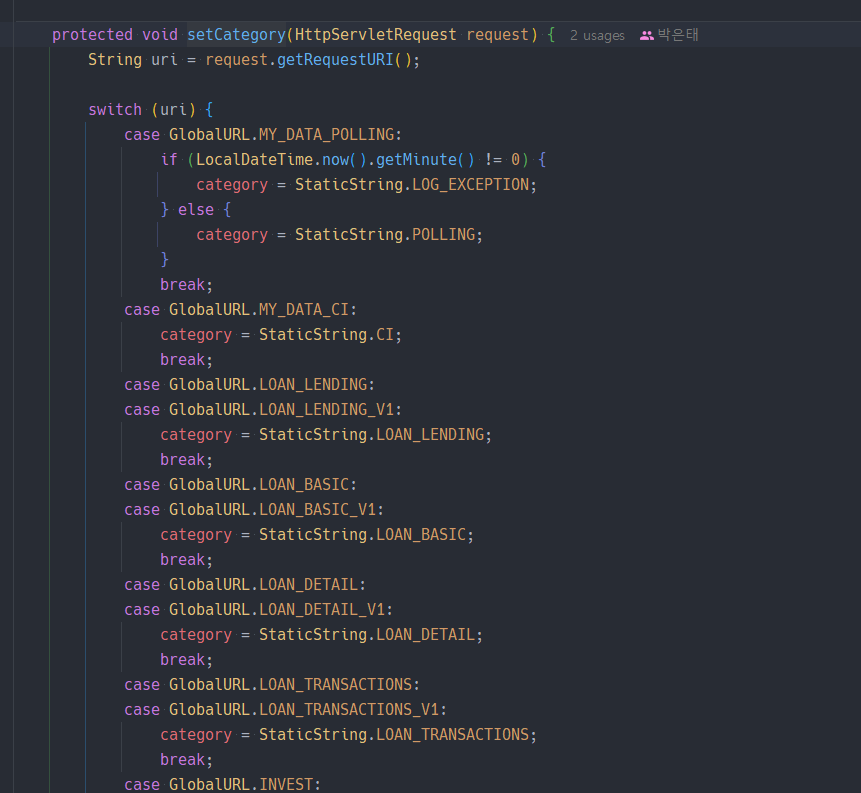 protected void setCategory(HttpServletRequest request) { 2 usages 박은태
String uri = request.getRequestURI();
switch (uri) {
case GlobalURL.MY_DATA_POLLING:
if (LocalDateTime.now().getMinute() != 0) {
category = StaticString.LOG_EXCEPTION;
} else {
category = StaticString.POLLING;
}
break;
case GlobalURL.MY_DATA_CI:
category = StaticString.CI;
break;
case GlobalURL.LOAN_LENDING:
case GlobalURL.LOAN_LENDING_V1:
category = StaticString.LOAN_LENDING;
break;
case GlobalURL.LOAN_BASIC:
case GlobalURL.LOAN_BASIC_V1:
category = StaticString.LOAN_BASIC;
break;
case GlobalURL.LOAN_DETAIL:
case GlobalURL.LOAN_DETAIL_V1:
category = StaticString.LOAN_DETAIL;
break;
case GlobalURL.LOAN_TRANSACTIONS:
case GlobalURL.LOAN_TRANSACTIONS_V1:
category = StaticString.LOAN_TRANSACTIONS;
break;
case GlobalURL.INVEST: